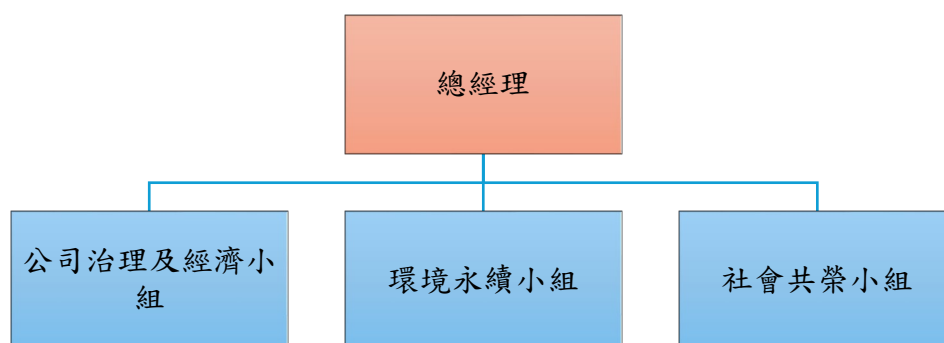 總經理
公司治理及經濟小
組
環境永續小組
社會共榮小組